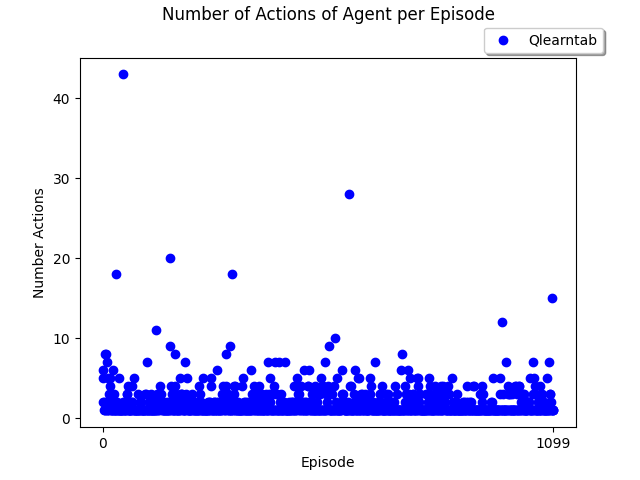 Number of Actions of Agent per Episode
Qlearntab
40
30
20
10
0
Number Actions
0 1099
Episode